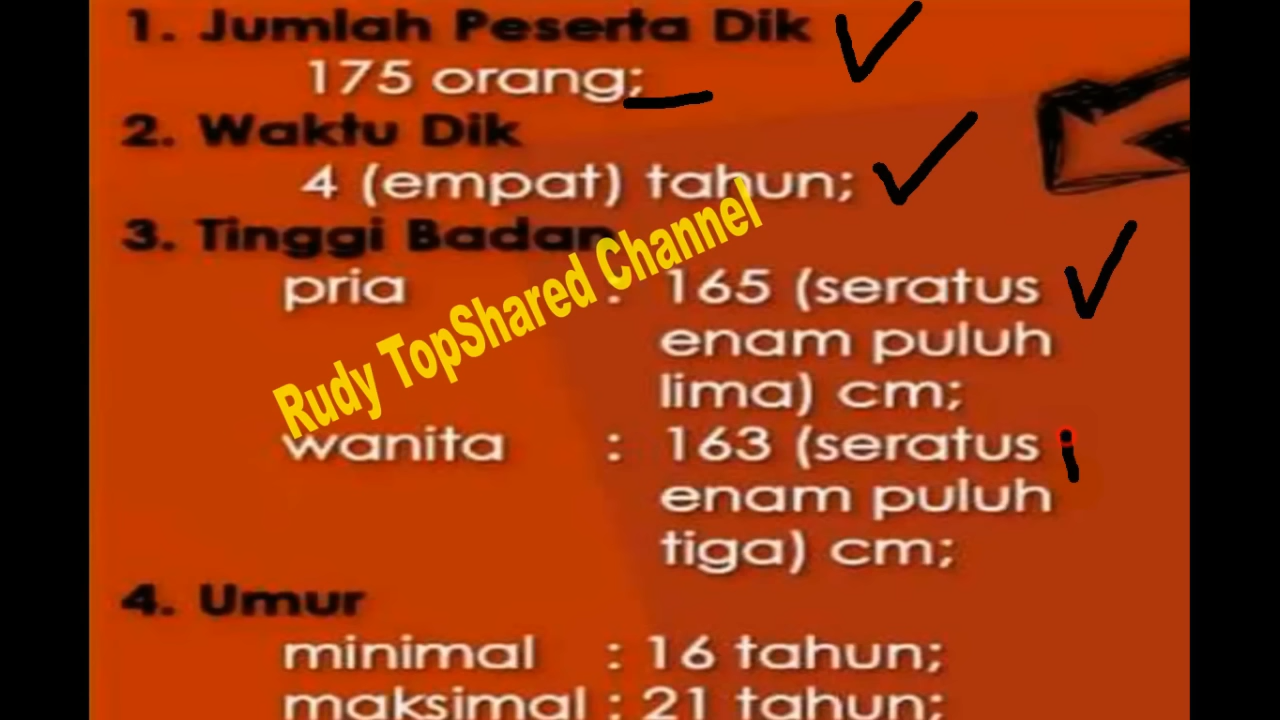 1. Jumlah Peserta Dik
175 orang;
2. Waktu Dik
4 (empat) tahun;
3. Tinggi Badan
pria : 165 (seratus
enam puluh
lima) cm;
wanita : 163 (seratus
enam puluh
tiga) cm;
4. Umur
minimal : 16 tahun;
maksimal : 21 tahun;
Rudy TopShared Channel